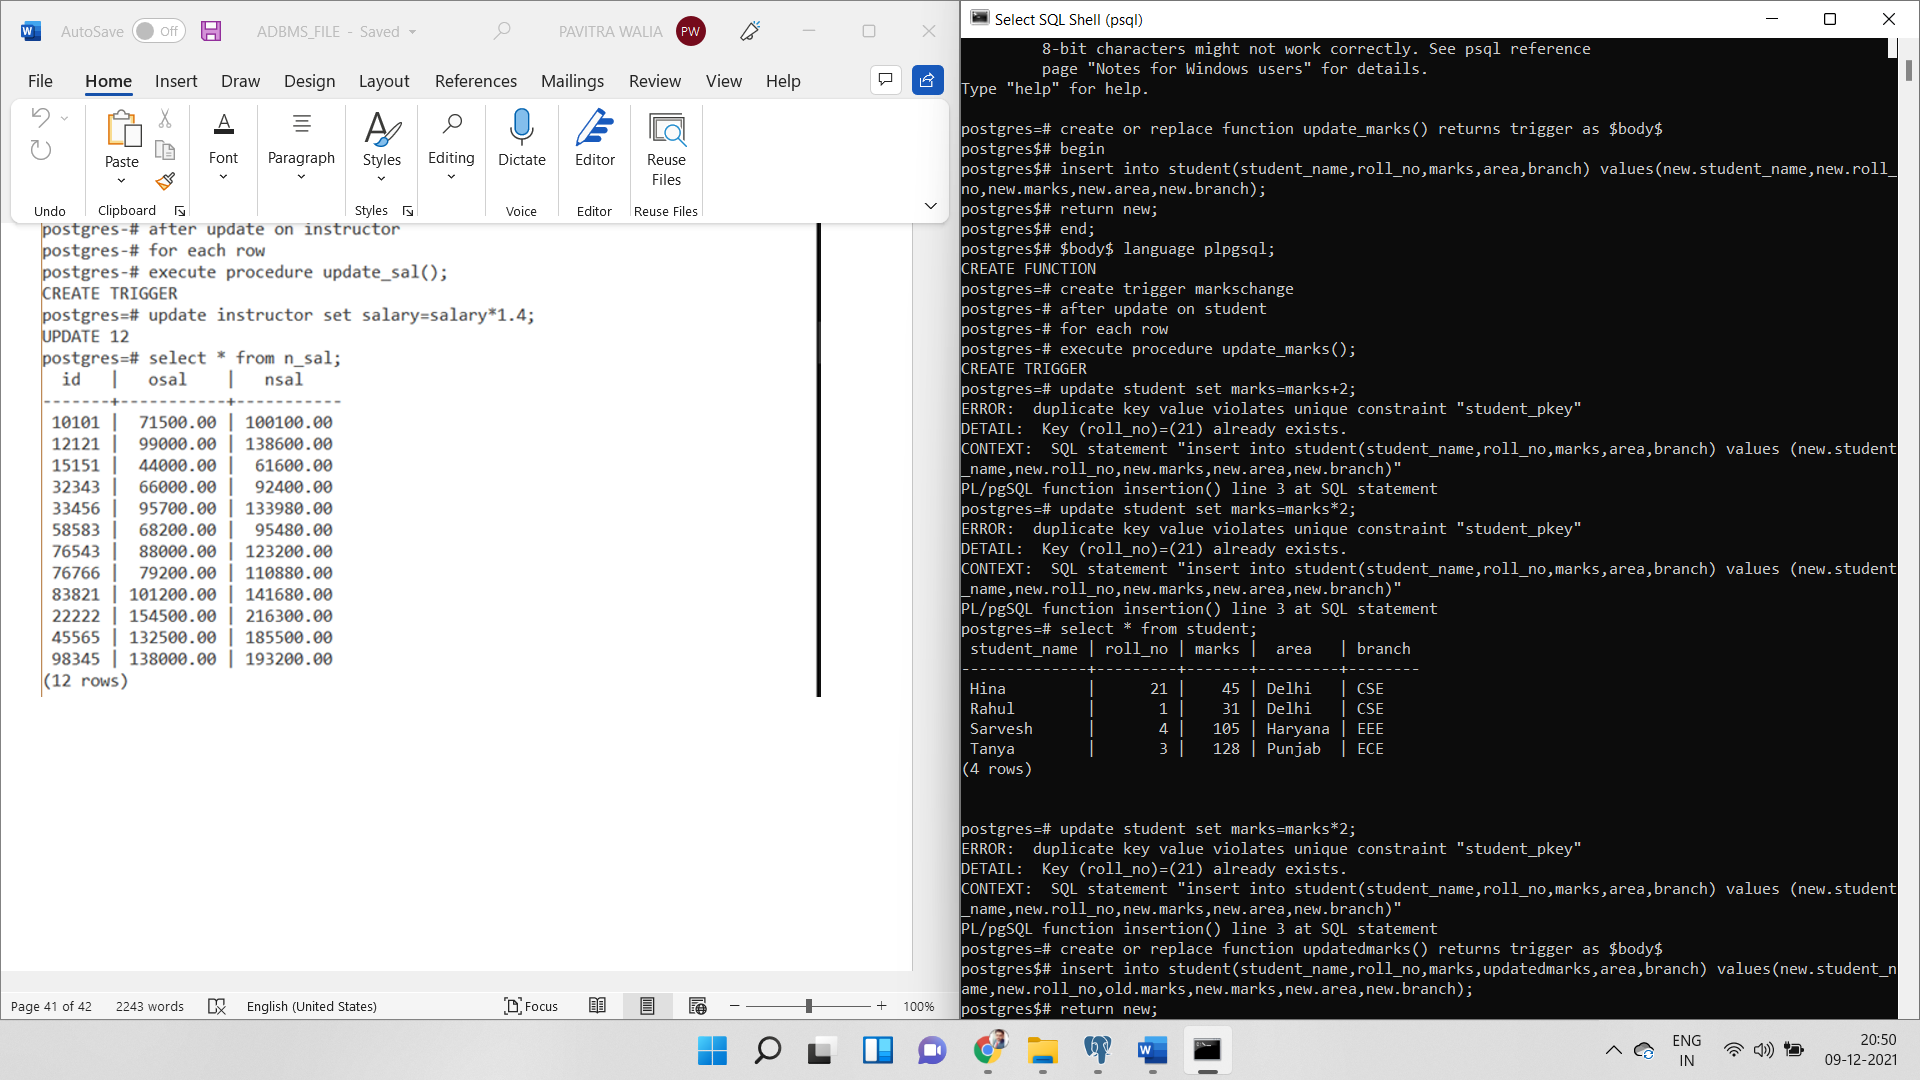 AutoSave Off ADBMS_FILE - Saved PAVITRA WALIA PW
File Home Insert Draw Design Layout References Mailings Review View Help
Paste Font Paragraph Styles Editing Dictate Editor Reuse Files
Undo Clipboard Styles Voice Editor Reuse Files
postgres-# after update on instructor
postgres-# for each row
postgres-# execute procedure update_sal();
CREATE TRIGGER
postgres=# update instructor set salary=salary*1.4;
UPDATE 12
postgres=# select * from n_sal;
id | osal | nsal
-------+-----------+-----------
10101 | 71500.00 | 100100.00
12121 | 99000.00 | 138600.00
15151 | 44000.00 | 61600.00
32343 | 66000.00 | 92400.00
33456 | 95700.00 | 133980.00
58583 | 68200.00 | 95480.00
76543 | 88000.00 | 123200.00
76766 | 79200.00 | 110880.00
83821 | 101200.00 | 141680.00
22222 | 154500.00 | 216300.00
45565 | 132500.00 | 185500.00
98345 | 138000.00 | 193200.00
(12 rows)
Page 41 of 42 2243 words English (United States) Focus 100%
Select SQL Shell (psql)
8-bit characters might not work correctly. See psql reference
page "Notes for Windows users" for details.
Type "help" for help.
postgres=# create or replace function update_marks() returns trigger as $body$
postgres$# begin
postgres$# insert into student(student_name,roll_no,marks,area,branch) values(new.student_name,new.roll_
no,new.marks,new.area,new.branch);
postgres$# return new;
postgres$# end;
postgres$# $body$ language plpgsql;
CREATE FUNCTION
postgres=# create trigger markschange
postgres-# after update on student
postgres-# for each row
postgres-# execute procedure update_marks();
CREATE TRIGGER
postgres=# update student set marks=marks+2;
ERROR:  duplicate key value violates unique constraint "student_pkey"
DETAIL:  Key (roll_no)=(21) already exists.
CONTEXT:  SQL statement "insert into student(student_name,roll_no,marks,area,branch) values (new.student
_name,new.roll_no,new.marks,new.area,new.branch)"
PL/pgSQL function insertion() line 3 at SQL statement
postgres=# update student set marks=marks*2;
ERROR:  duplicate key value violates unique constraint "student_pkey"
DETAIL:  Key (roll_no)=(21) already exists.
CONTEXT:  SQL statement "insert into student(student_name,roll_no,marks,area,branch) values (new.student
_name,new.roll_no,new.marks,new.area,new.branch)"
PL/pgSQL function insertion() line 3 at SQL statement
postgres=# select * from student;
student_name | roll_no | marks | area | branch
--------------+---------+-------+---------+--------
Hina | 21 | 45 | Delhi | CSE
Rahul | 1 | 31 | Delhi | CSE
Sarvesh | 4 | 105 | Haryana | EEE
Tanya | 3 | 128 | Punjab | ECE
(4 rows)
postgres=# update student set marks=marks*2;
ERROR:  duplicate key value violates unique constraint "student_pkey"
DETAIL:  Key (roll_no)=(21) already exists.
CONTEXT:  SQL statement "insert into student(student_name,roll_no,marks,area,branch) values (new.student
_name,new.roll_no,new.marks,new.area,new.branch)"
PL/pgSQL function insertion() line 3 at SQL statement
postgres=# create or replace function updatedmarks() returns trigger as $body$
postgres$# insert into student(student_name,roll_no,marks,updatedmarks,area,branch) values(new.student_n
ame,new.roll_no,old.marks,new.marks,new.area,new.branch);
postgres$# return new;
ENG
IN
20:50
09-12-2021